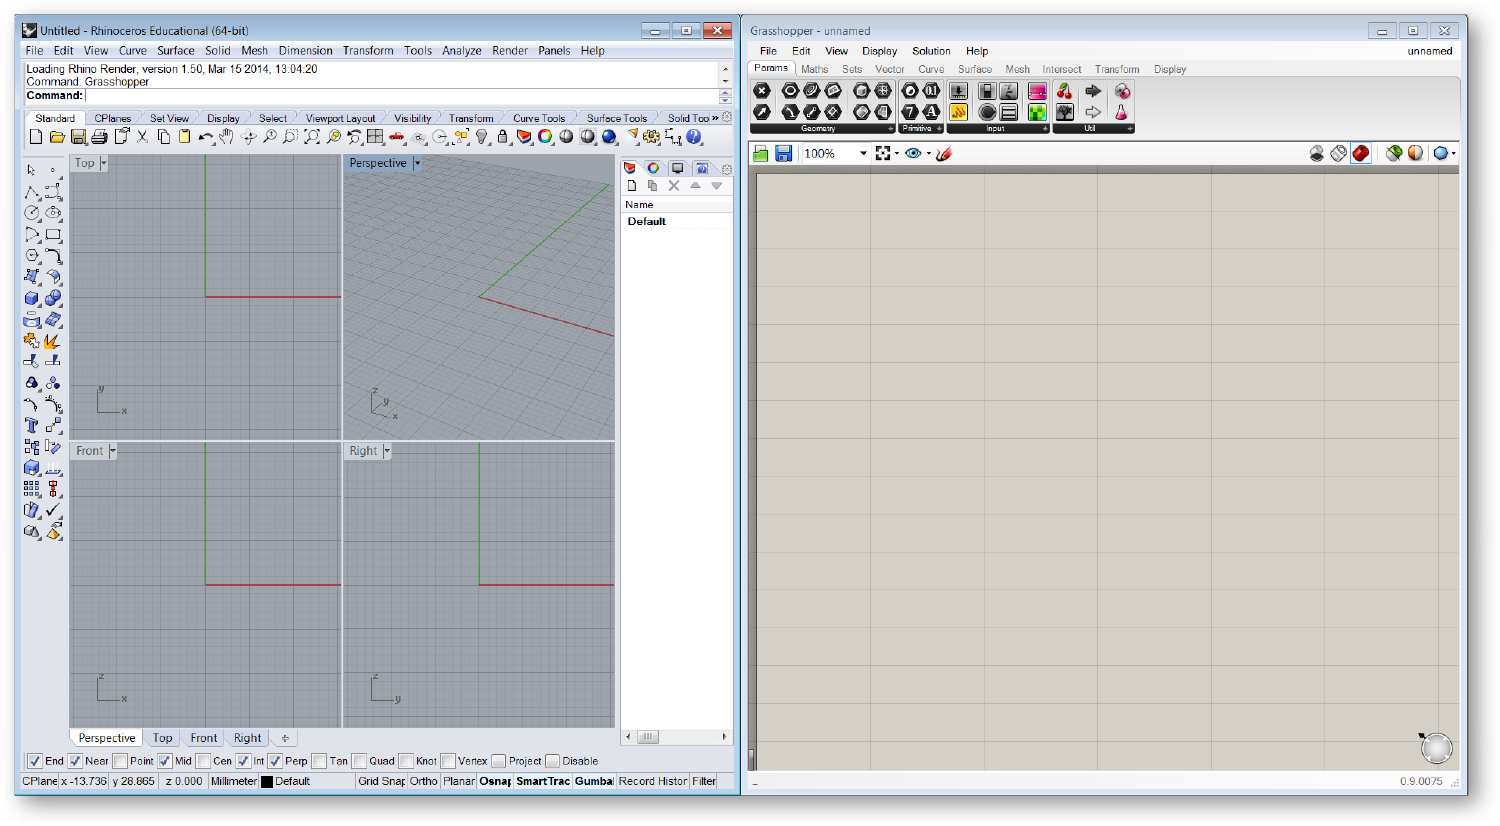 Untitled - Rhinoceros Educational (64-bit)
File Edit View Curve Surface Solid Mesh Dimension Transform Tools Analyze Render Panels Help
Loading Rhino Render, version 1.50, Mar 15 2014, 13:04:20
Command: Grasshopper
Command:
Standard CPlanes Set View Display Select Viewport Layout Visibility Transform Curve Tools Surface Tools Solid Too »
Top
Perspective
Name
Default
y
x
z
y
x
Front
Right
z
x
z
y
Perspective Top Front Right
End Near Point Mid Cen Int Perp Tan Quad Knot Vertex Project Disable
CPlane x -13.736 y 28.865 z 0.000 Millimeter Default Grid Snap Ortho Planar Osnap SmartTrac Gumbal Record Histor Filter
Grasshopper - unnamed
File Edit View Display Solution Help unnamed
Params Maths Sets Vector Curve Surface Mesh Intersect Transform Display
Geometry Primitive Input Util
100%
0.9.0075